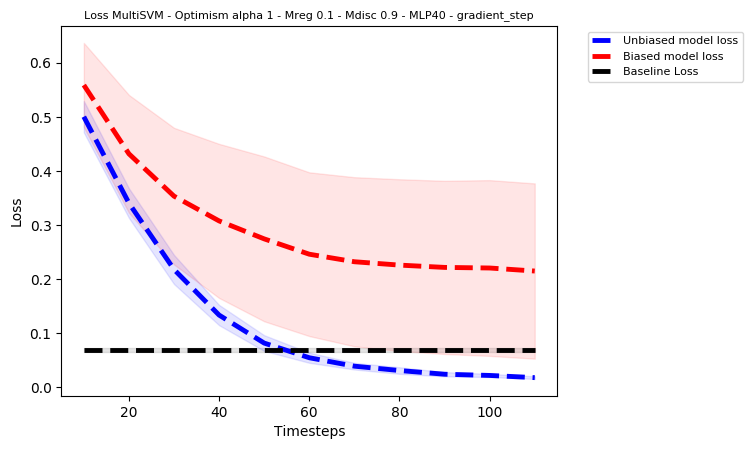 Loss MultiSVM - Optimism alpha 1 - Mreg 0.1 - Mdisc 0.9 - MLP40 - gradient_step
Unbiased model loss
Biased model loss
Baseline Loss
Loss
0.6
0.5
0.4
0.3
0.2
0.1
0.0
20
40
60
80
100
Timesteps